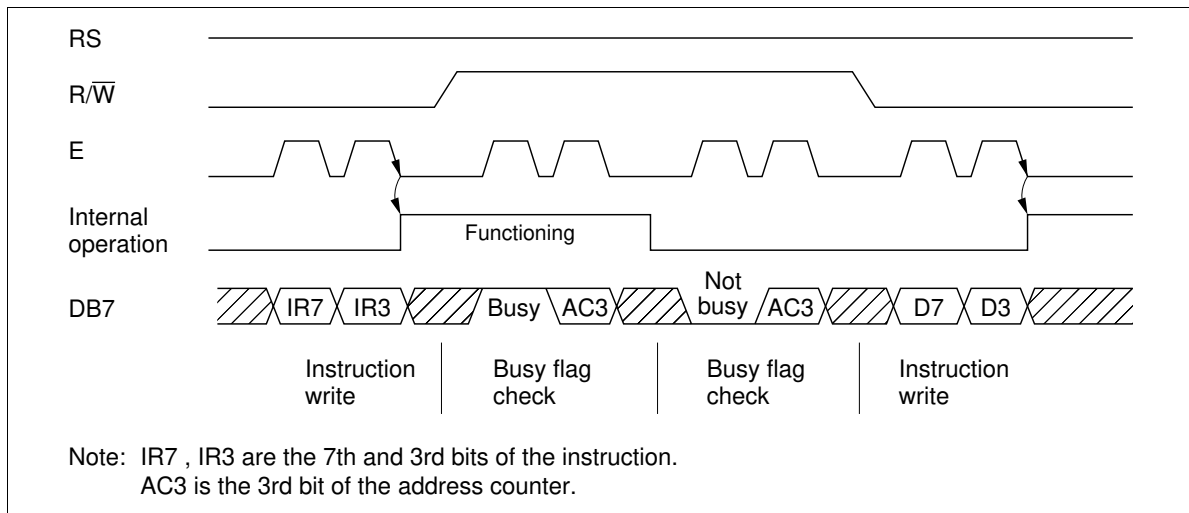 RS
R/W̅
E
Internal
operation
Functioning
DB7
IR7
IR3
Busy
AC3
Not
busy
AC3
D7
D3
Instruction
write
Busy flag
check
Busy flag
check
Instruction
write
Note: IR7 , IR3 are the 7th and 3rd bits of the instruction.
AC3 is the 3rd bit of the address counter.